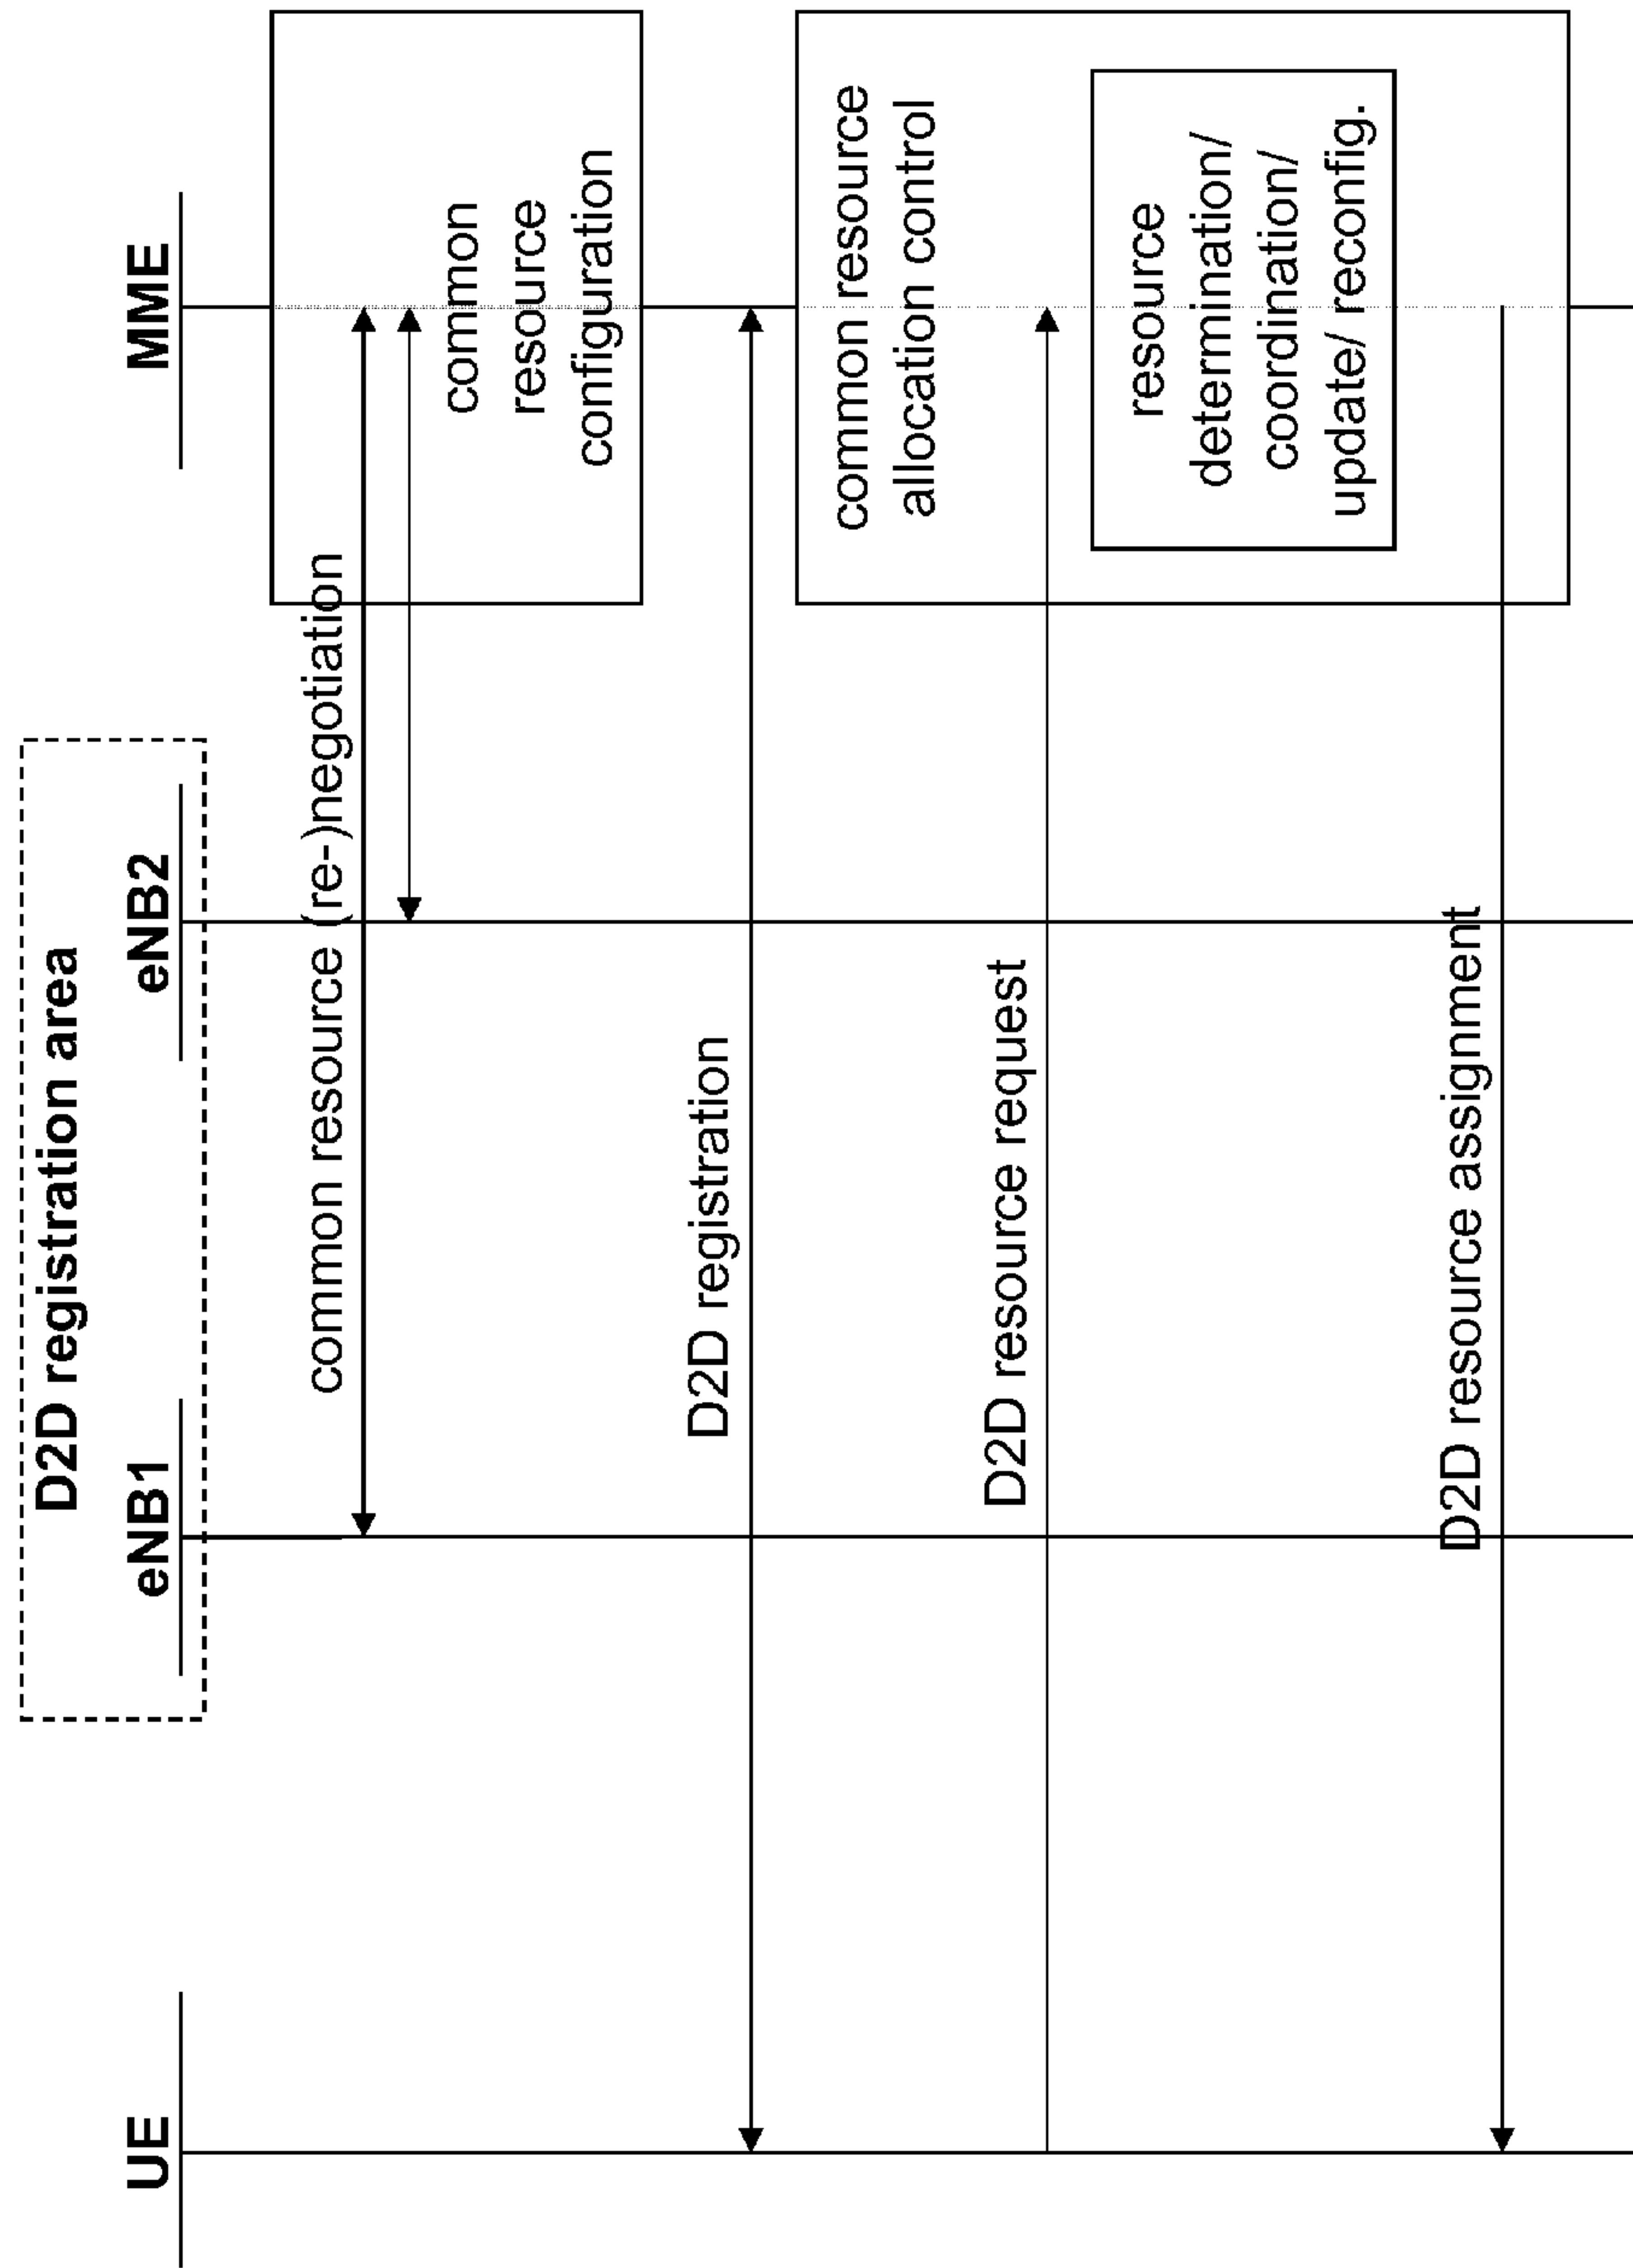 D2D registration area
UE
eNB1
eNB2
MME
common resource (re-)negotiation
common
resource
configuration
D2D registration
common resource
allocation control
D2D resource request
resource
determination/
coordination/
update/ reconfig.
D2D resource assignment